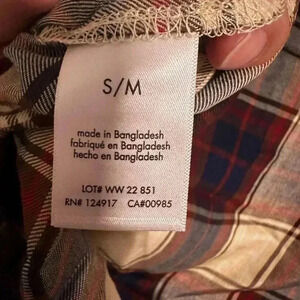 S/M
made in Bangladesh
fabriqué en Bangladesh
hecho en Bangladesh
LOT# WW 22 851
RN# 124917 CA#00985